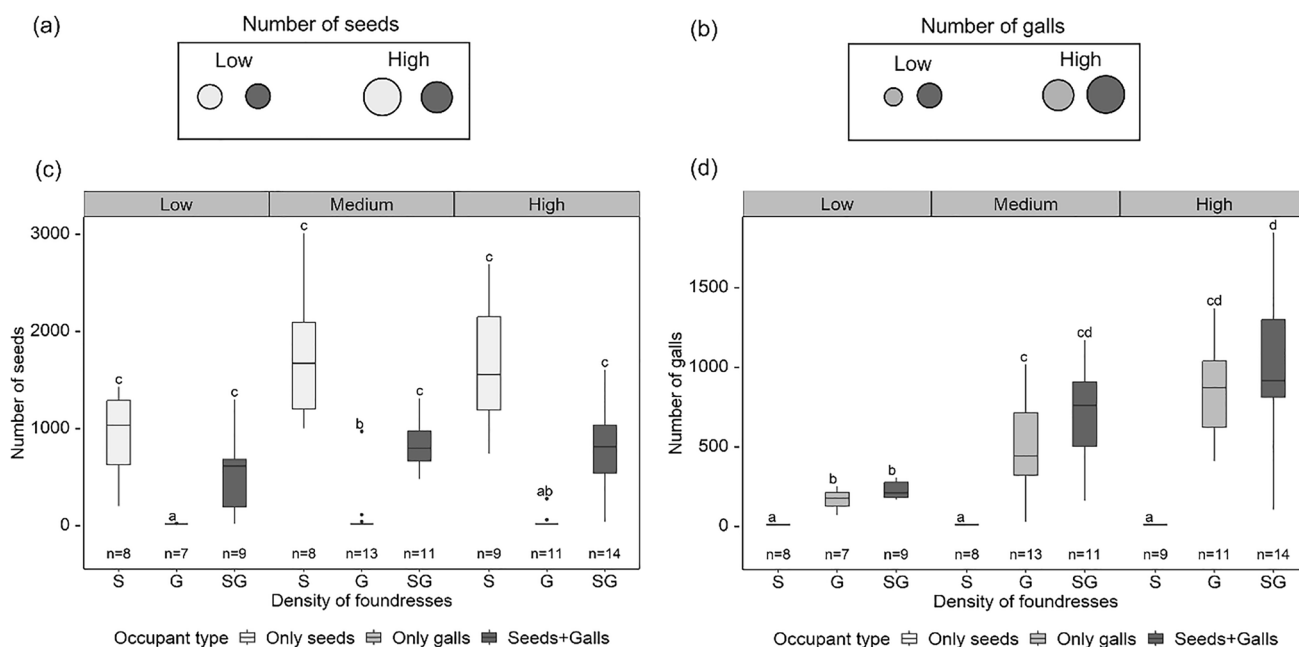 (a)
Number of seeds
Low High
(b)
Number of galls
Low High
(c)
Low Medium High
Number of seeds
3000
2000
1000
0
c a c c b c c ab c
n=8 n=7 n=9 n=8 n=13 n=11 n=9 n=11 n=14
S G SG S G SG S G SG
Density of foundresses
Occupant type Only seeds Only galls Seeds+Galls
(d)
Low Medium High
Number of galls
1500
1000
500
0
a b b a c cd a cd d
n=8 n=7 n=9 n=8 n=13 n=11 n=9 n=11 n=14
S G SG S G SG S G SG
Density of foundresses
Occupant type Only seeds Only galls Seeds+Galls